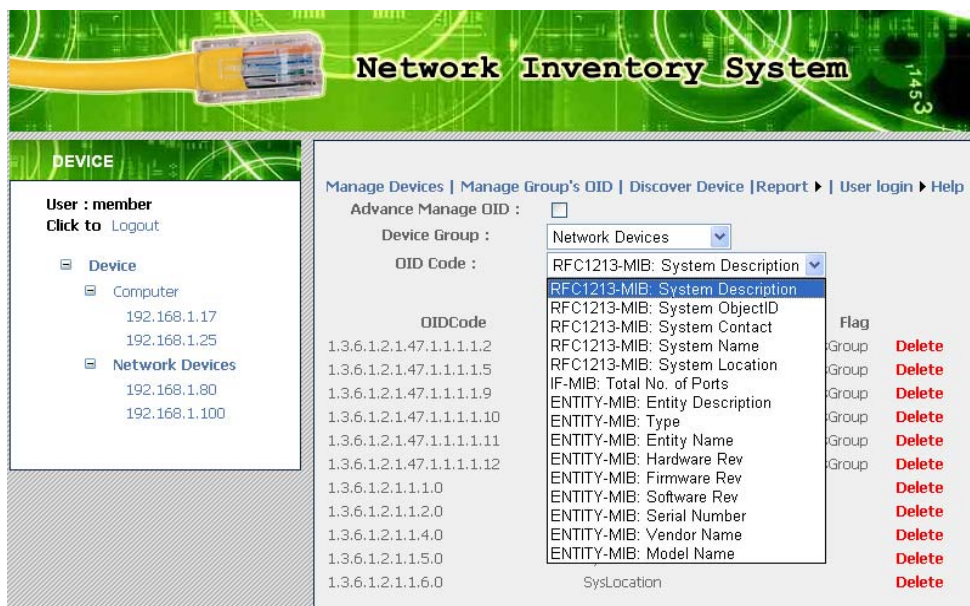 Network Inventory System
1453
DEVICE
User : member
Click to Logout
Device
Computer
192.168.1.17
192.168.1.25
Network Devices
192.168.1.80
192.168.1.100
Manage Devices | Manage Group's OID | Discover Device |Report | User login Help
Advance Manage OID :
Device Group : Network Devices
OID Code : RFC1213-MIB: System Description
RFC1213-MIB: System Description
RFC1213-MIB: System ObjectID
RFC1213-MIB: System Contact
RFC1213-MIB: System Name
RFC1213-MIB: System Location
IF-MIB: Total No. of Ports
ENTITY-MIB: Entity Description
ENTITY-MIB: Type
ENTITY-MIB: Entity Name
ENTITY-MIB: Hardware Rev
ENTITY-MIB: Firmware Rev
ENTITY-MIB: Software Rev
ENTITY-MIB: Serial Number
ENTITY-MIB: Vendor Name
ENTITY-MIB: Model Name
OIDCode Flag
1.3.6.1.2.1.47.1.1.1.1.2 Group Delete
1.3.6.1.2.1.47.1.1.1.1.5 Group Delete
1.3.6.1.2.1.47.1.1.1.1.9 Group Delete
1.3.6.1.2.1.47.1.1.1.1.10 Group Delete
1.3.6.1.2.1.47.1.1.1.1.11 Group Delete
1.3.6.1.2.1.47.1.1.1.1.12 Group Delete
1.3.6.1.2.1.1.1.0 Delete
1.3.6.1.2.1.1.2.0 Delete
1.3.6.1.2.1.1.4.0 Delete
1.3.6.1.2.1.1.5.0 Delete
1.3.6.1.2.1.1.6.0 SysLocation Delete